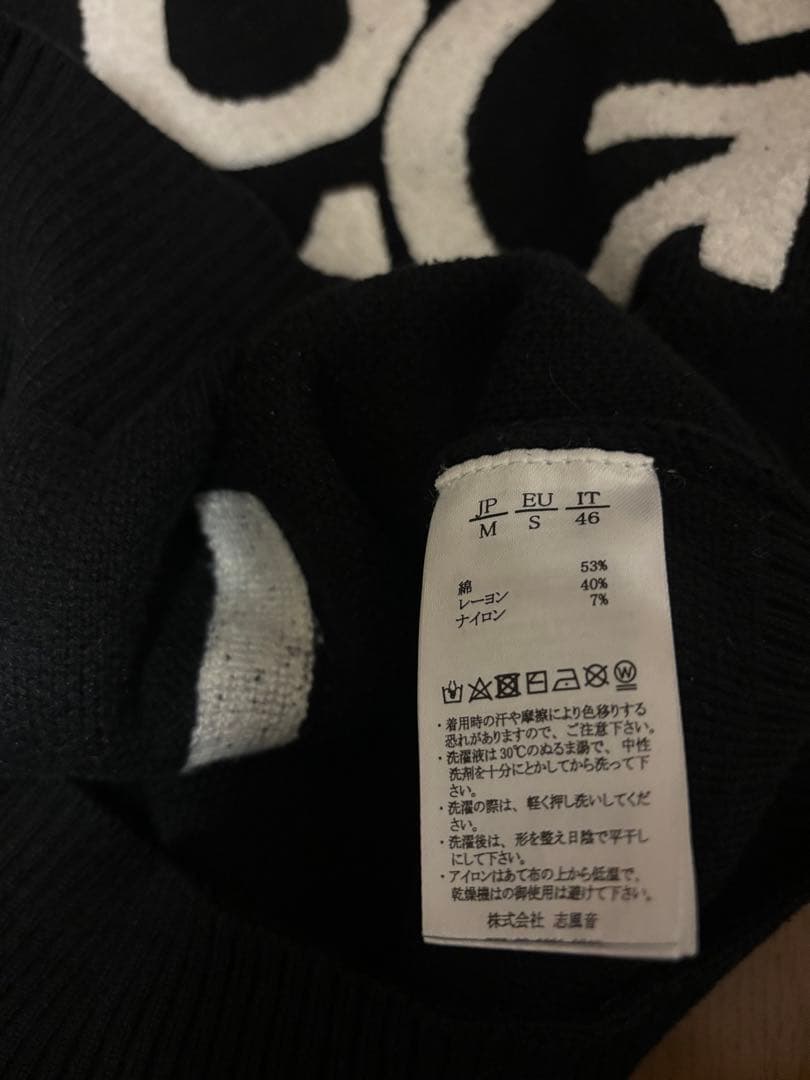 JP EU IT
M S 46
綿 53%
レーヨン 40%
ナイロン 7%
・着用時の汗や摩擦により色移りする
恐れがありますので、ご注意下さい。
・洗濯液は30℃のぬるま湯で、中性
洗剤を十分にとかしてから洗って下
さい。
・洗濯の際は、軽く押し洗いしてくだ
さい。
・洗濯後は、形を整え日陰で平干し
にして下さい。
・アイロンはあて布の上から低温で、
乾燥機はの御使用は避けて下さい。
株式会社 志風音